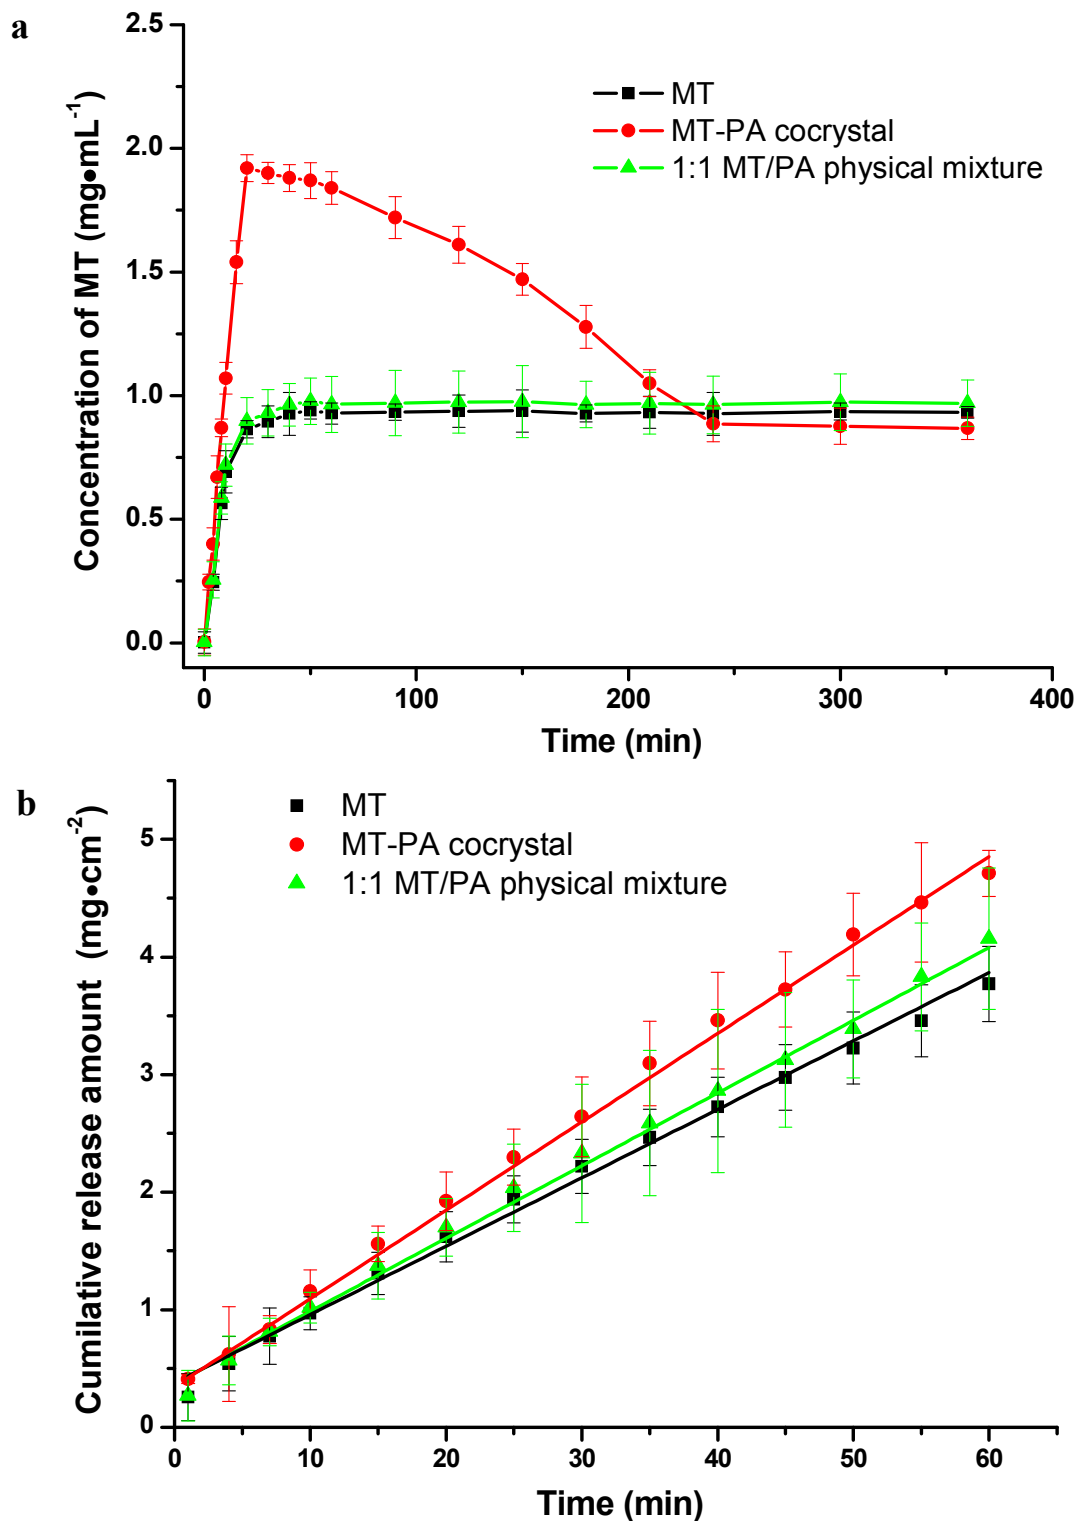 a
2.5
2.0
1.5
1.0
0.5
0.0
Concentration of MT (mg•mL-1)
MT
MT-PA cocrystal
1:1 MT/PA physical mixture
0 100 200 300 400
Time (min)
b
5
4
3
2
1
0
Cumilative release amount (mg•cm-2)
MT
MT-PA cocrystal
1:1 MT/PA physical mixture
0 10 20 30 40 50 60
Time (min)